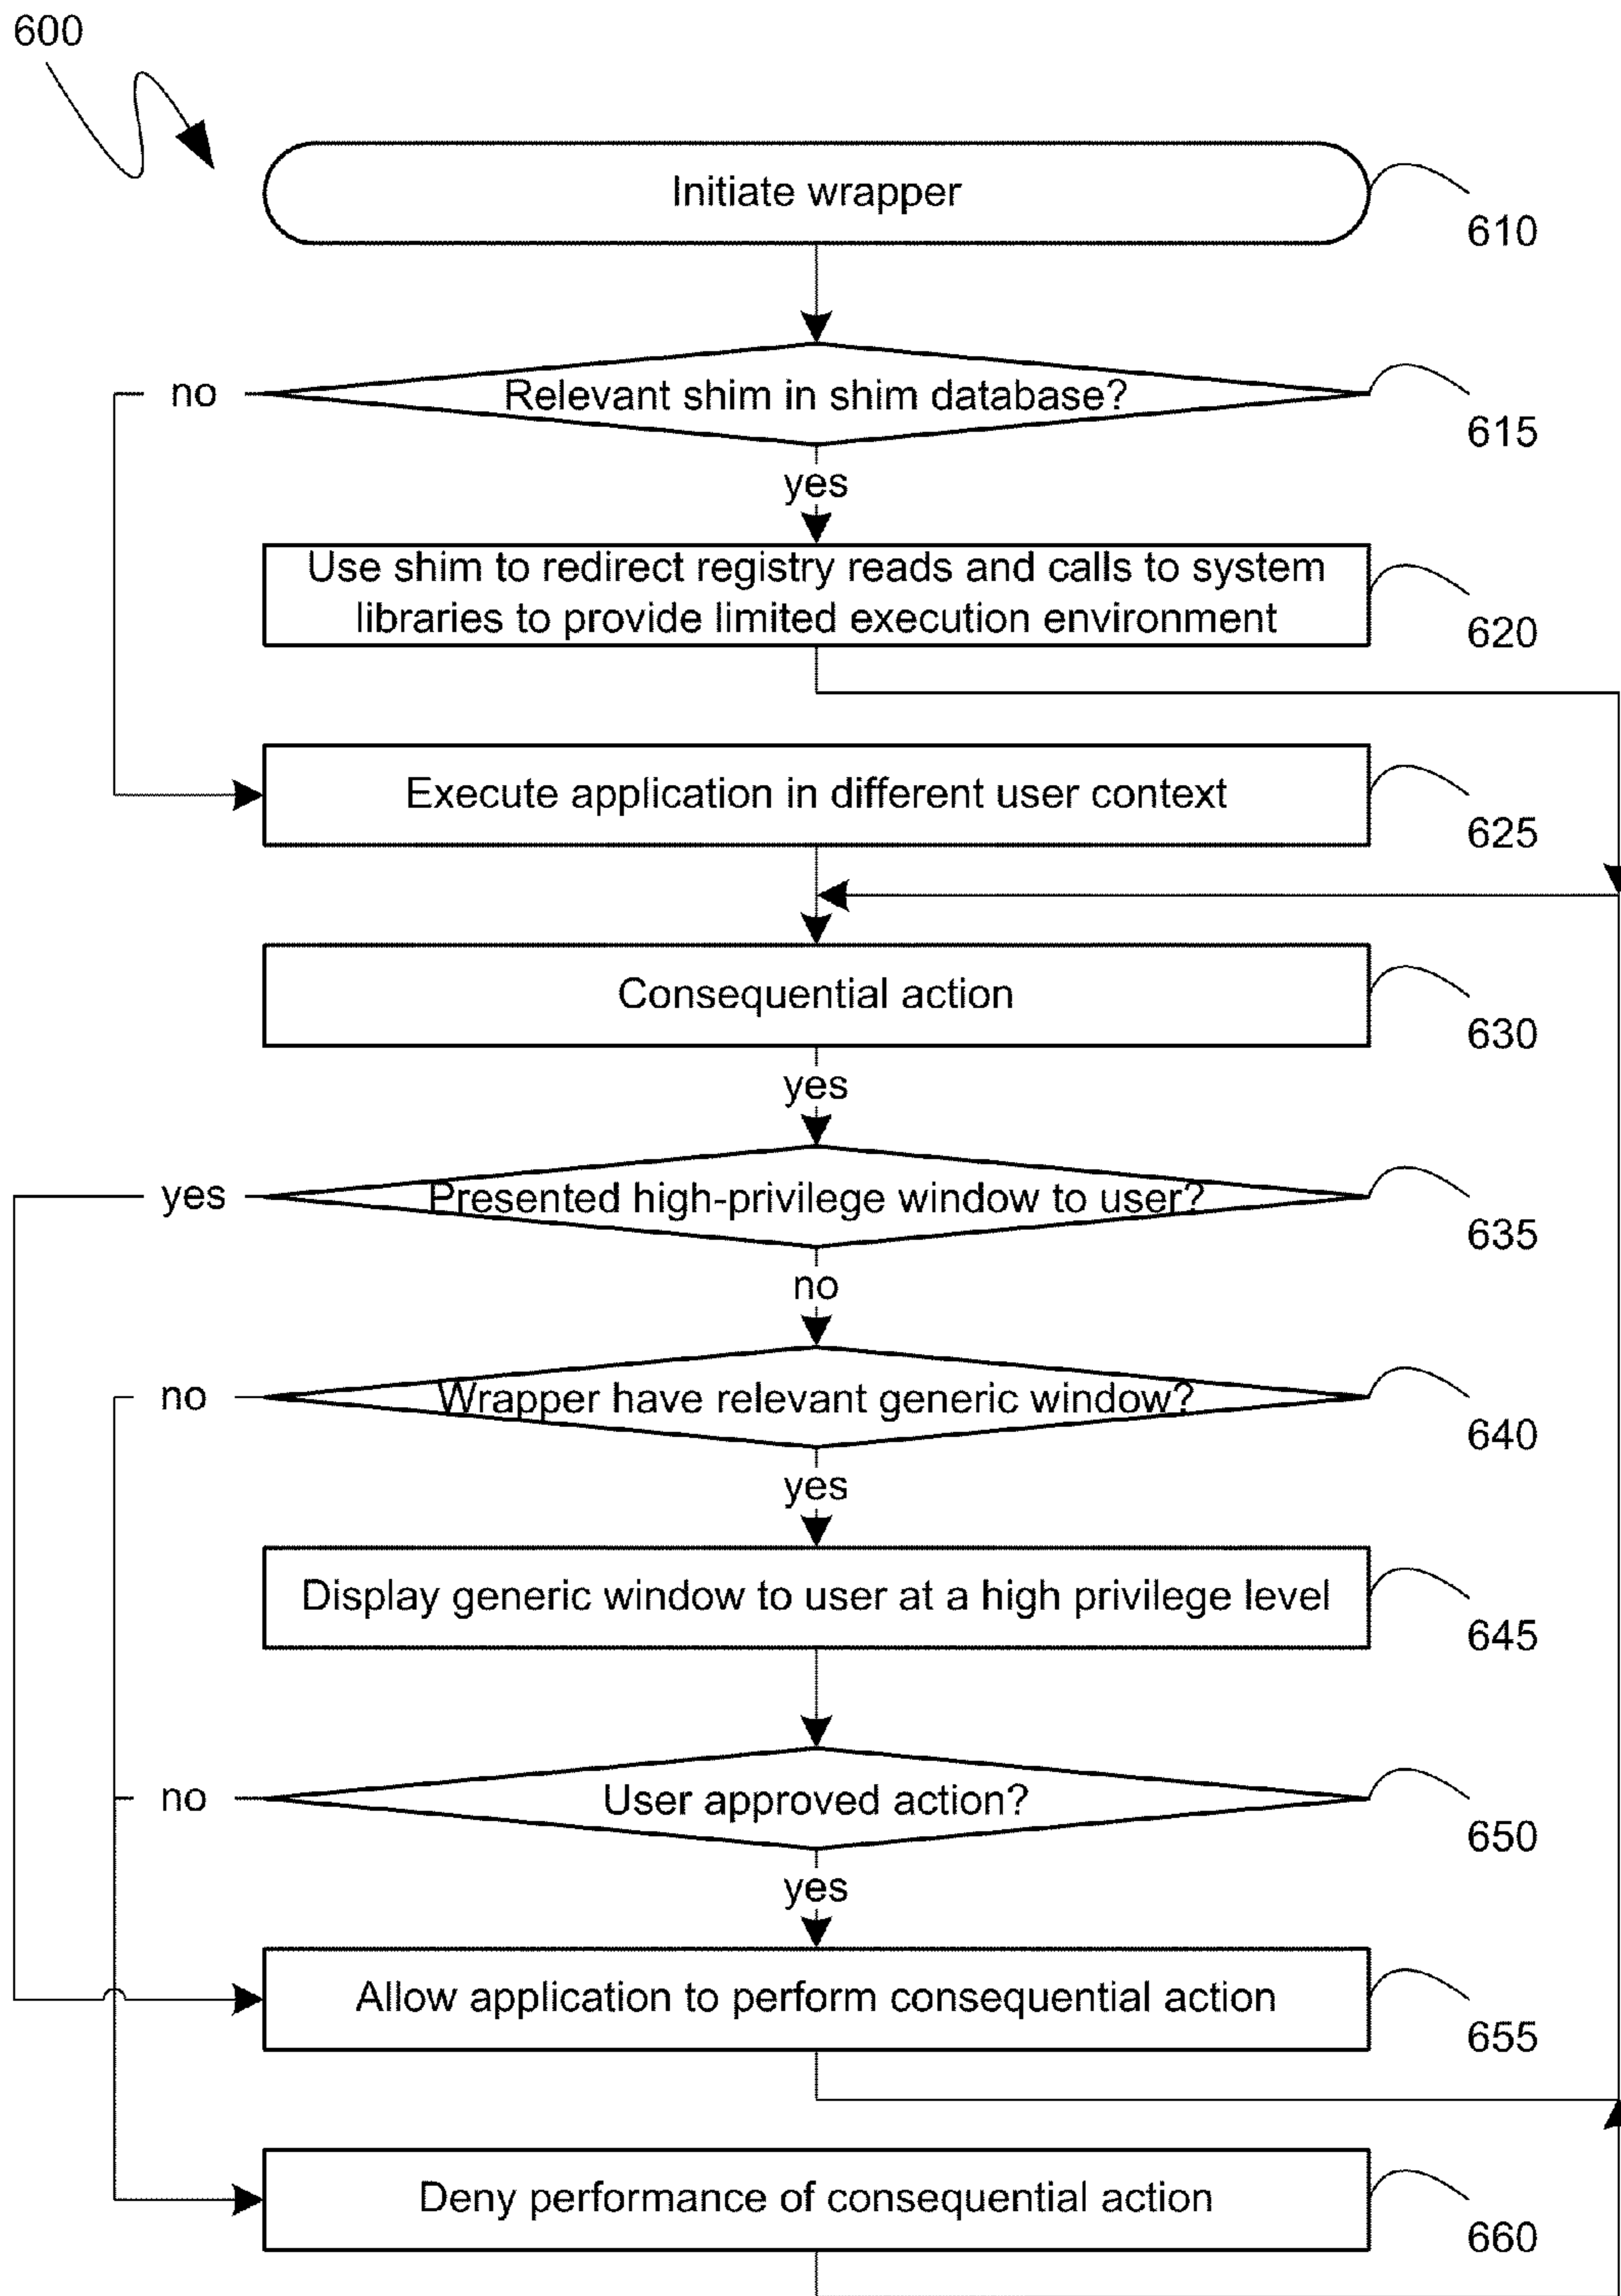 600
Initiate wrapper
610
no
Relevant shim in shim database?
615
yes
Use shim to redirect registry reads and calls to system
libraries to provide limited execution environment
620
Execute application in different user context
625
Consequential action
630
yes
yes
Presented high-privilege window to user?
635
no
no
Wrapper have relevant generic window?
640
yes
Display generic window to user at a high privilege level
645
no
User approved action?
650
yes
Allow application to perform consequential action
655
Deny performance of consequential action
660